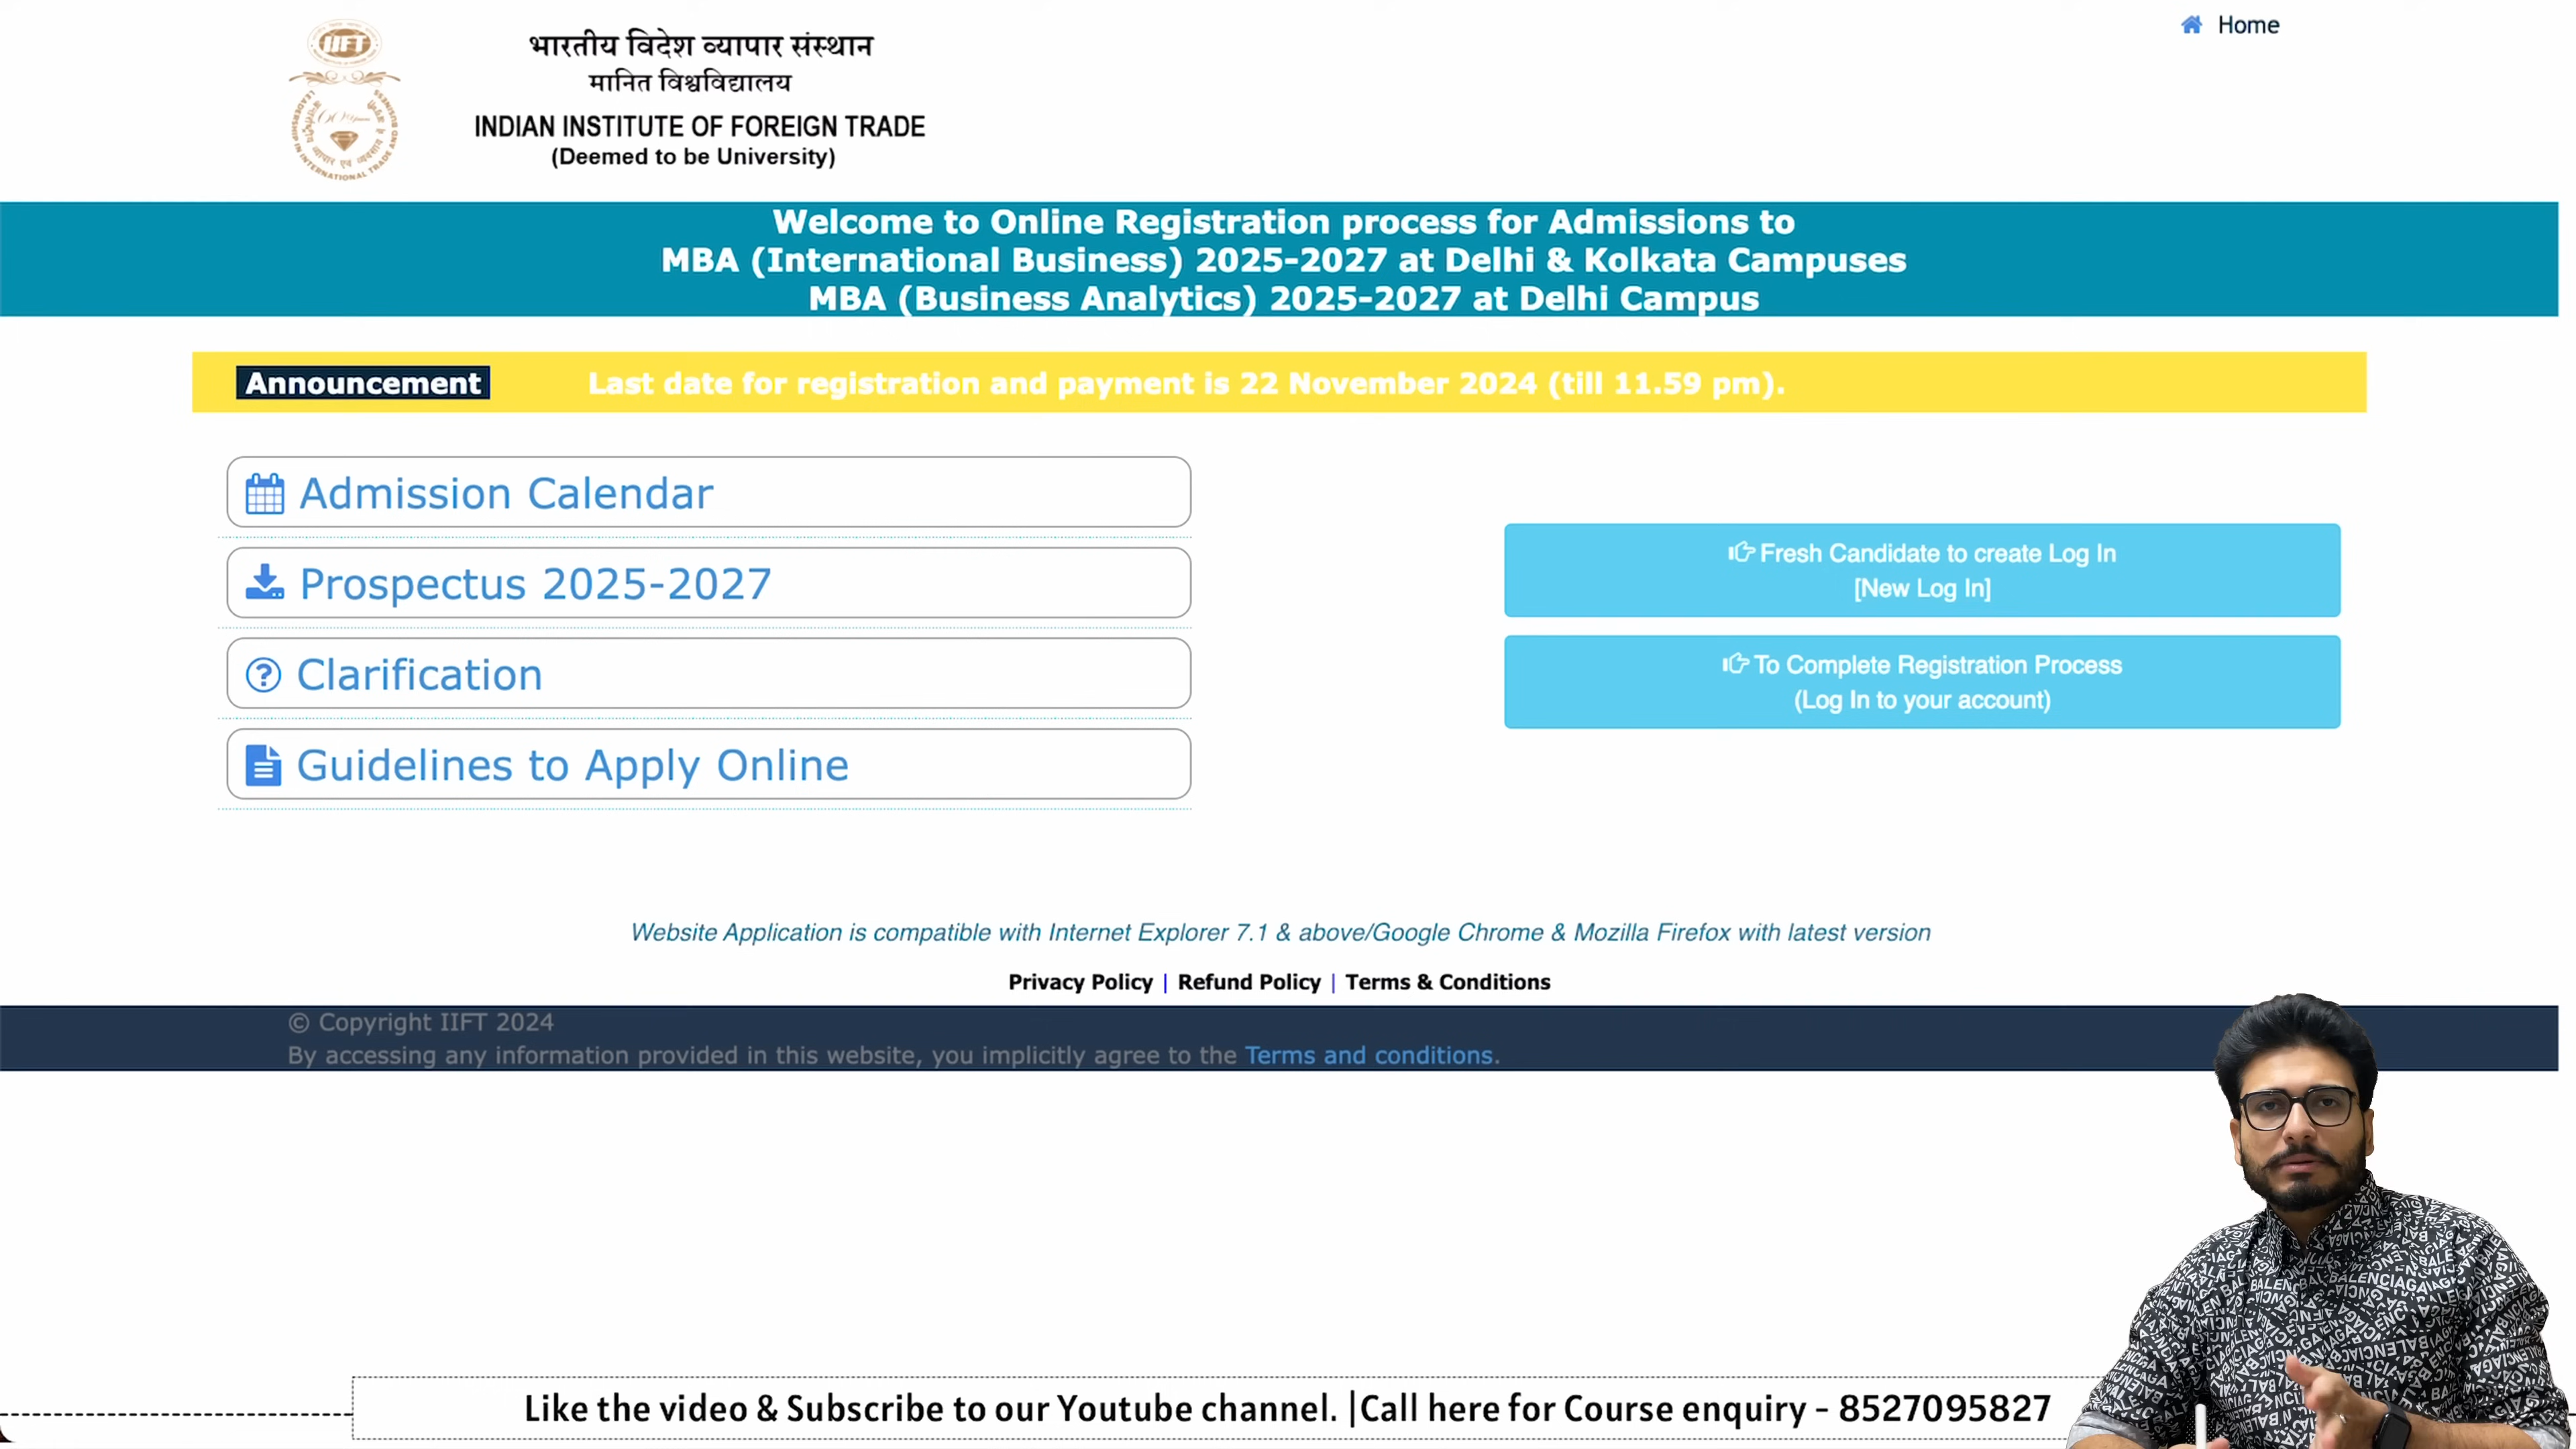 IIFT
भारतीय विदेश व्यापार संस्थान
मानित विश्वविद्यालय
INDIAN INSTITUTE OF FOREIGN TRADE
(Deemed to be University)
Home
Welcome to Online Registration process for Admissions to
MBA (International Business) 2025-2027 at Delhi & Kolkata Campuses
MBA (Business Analytics) 2025-2027 at Delhi Campus
Announcement Last date for registration and payment is 22 November 2024 (till 11.59 pm).
Admission Calendar
Prospectus 2025-2027
Clarification
Guidelines to Apply Online
Fresh Candidate to create Log In
[New Log In]
To Complete Registration Process
(Log In to your account)
Website Application is compatible with Internet Explorer 7.1 & above/Google Chrome & Mozilla Firefox with latest version
Privacy Policy | Refund Policy | Terms & Conditions
© Copyright IIFT 2024
By accessing any information provided in this website, you implicitly agree to the Terms and conditions.
BALENCIAGA
Like the video & Subscribe to our Youtube channel. |Call here for Course enquiry - 8527095827